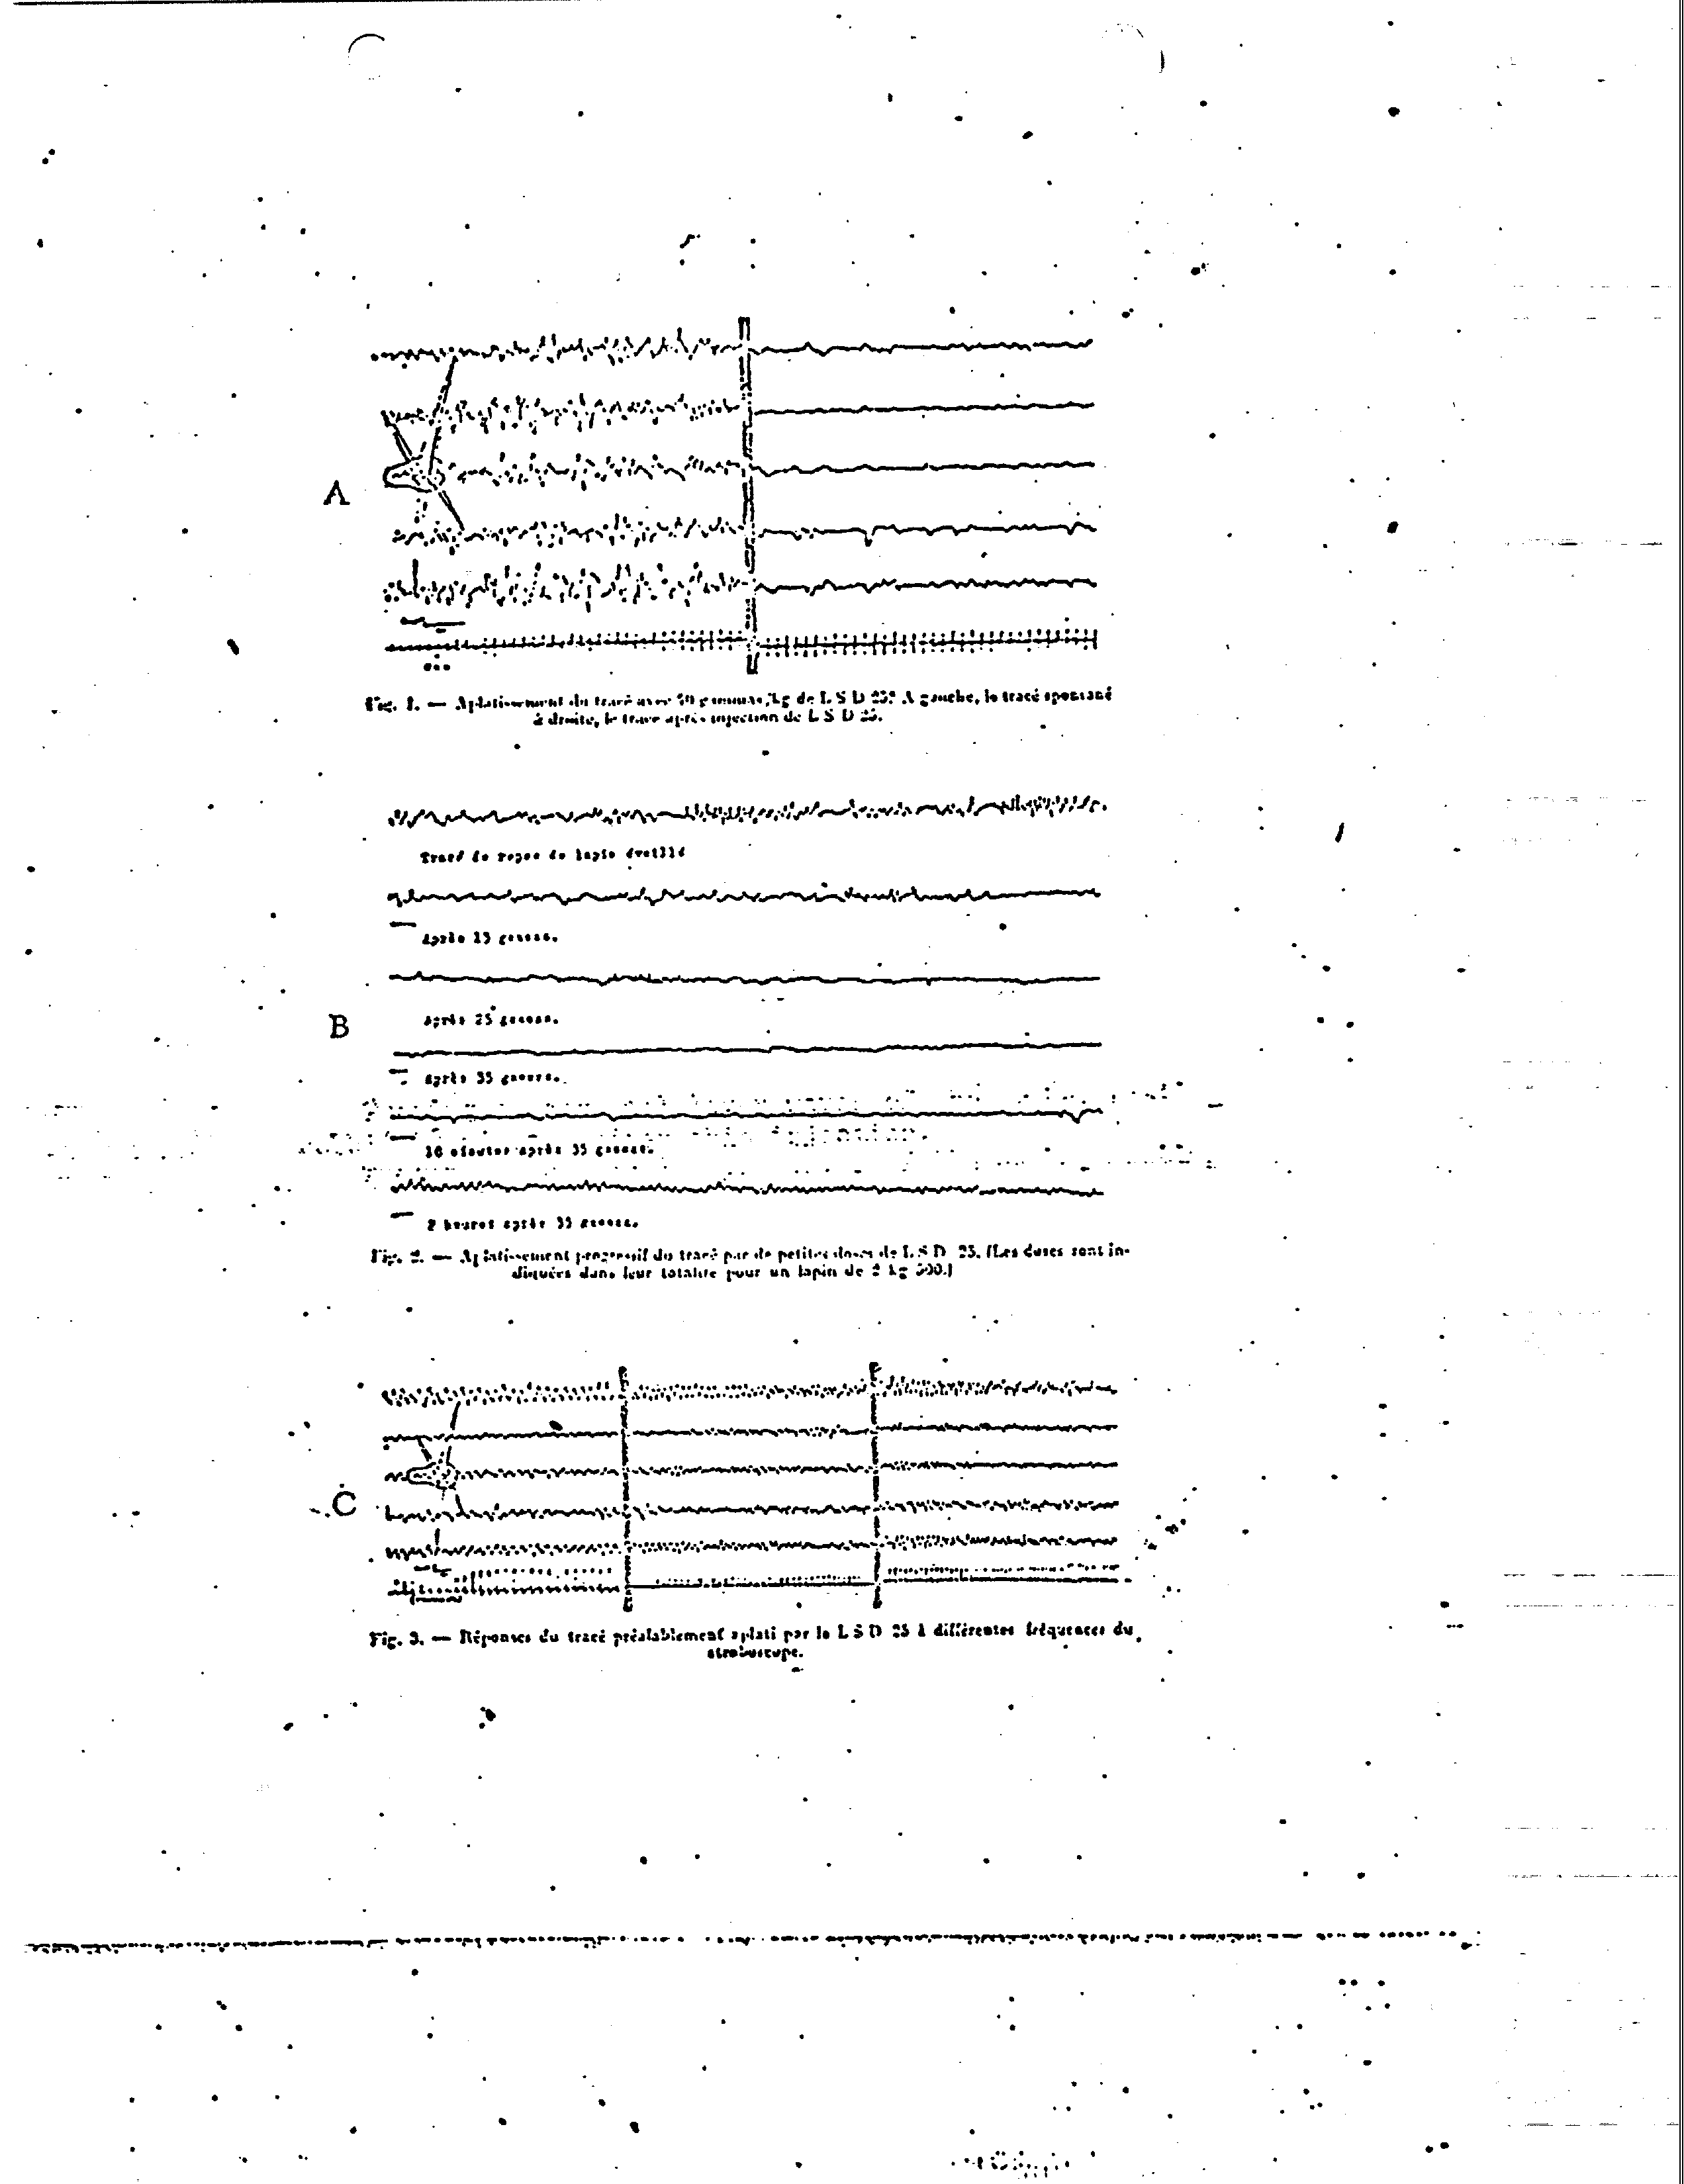 A
Fig. 1. — Aplatissement du tracé avec gammas/kg de L S D 25. A gauche, le tracé spontané
à droite, le tracé après injection de L S D 25.
Tracé de repos de lapin éveillé
Après 15 gammas.
Après 25 gammas.
B
Après 35 gammas.
10 minutes après 35 gammas.
2 heures après 35 gammas.
Fig. 2. — Aplatissement progressif du tracé par de petites doses de L S D 25. (Les doses sont in-
diquées dans leur totalité pour un lapin de 2 kg 500.)
C
Fig. 3. — Réponses du tracé préalablement aplati par le L S D 25 à différentes fréquences du
stroboscope.